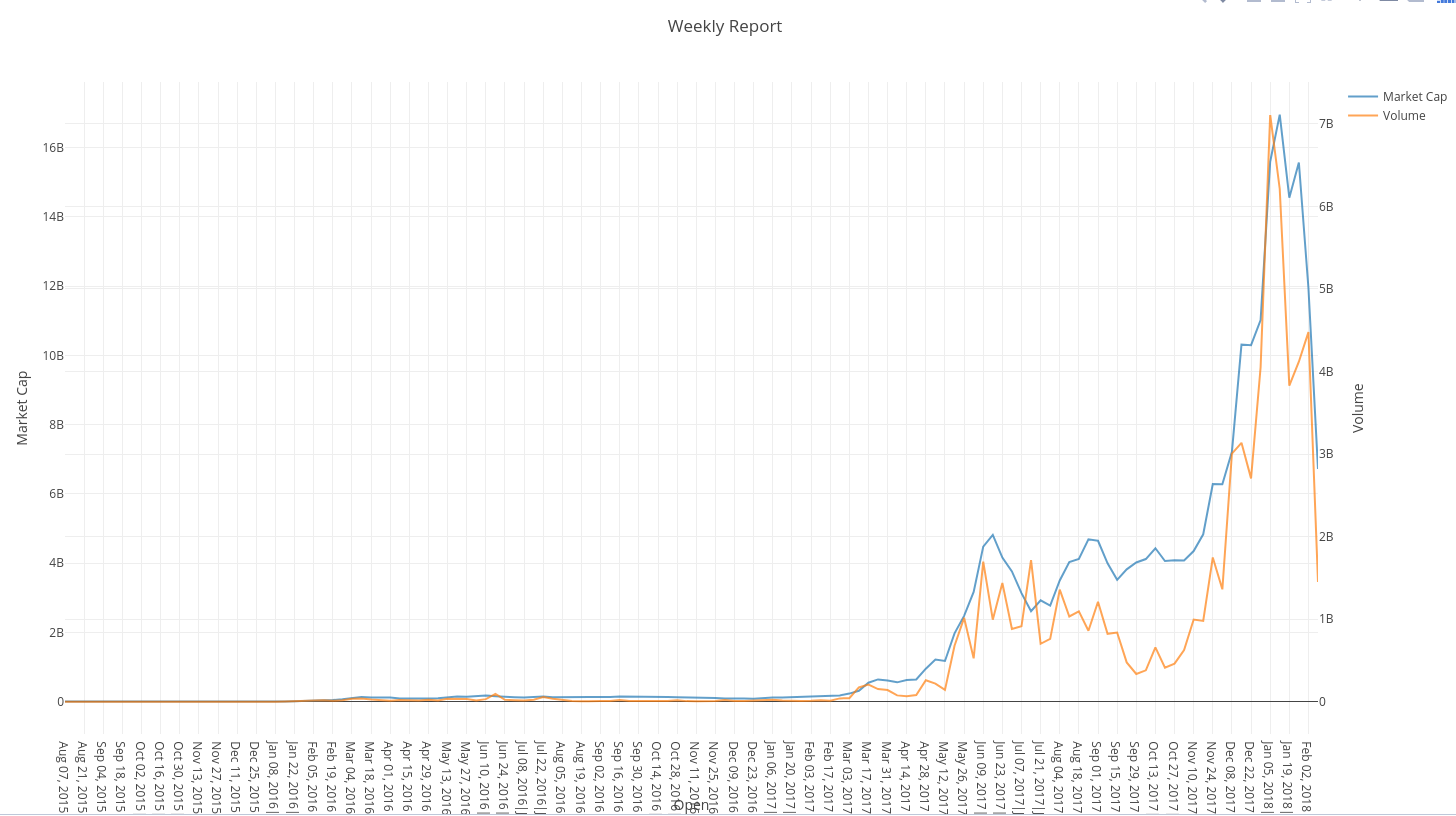 Weekly Report
Market Cap
Volume
16B
14B
12B
10B
8B
6B
4B
2B
0
7B
6B
5B
4B
3B
2B
1B
0
Market Cap
Volume
Aug 07, 2015
Aug 21, 2015
Sep 04, 2015
Sep 18, 2015
Oct 02, 2015
Oct 16, 2015
Oct 30, 2015
Nov 13, 2015
Nov 27, 2015
Dec 11, 2015
Dec 25, 2015
Jan 08, 2016
Jan 22, 2016
Feb 05, 2016
Feb 19, 2016
Mar 04, 2016
Mar 18, 2016
Apr 01, 2016
Apr 15, 2016
Apr 29, 2016
May 13, 2016
May 27, 2016
Jun 10, 2016
Jun 24, 2016
Jul 08, 2016
Jul 22, 2016
Aug 05, 2016
Aug 19, 2016
Sep 02, 2016
Sep 16, 2016
Sep 30, 2016
Oct 14, 2016
Oct 28, 2016
Nov 11, 2016
Nov 25, 2016
Dec 09, 2016
Dec 23, 2016
Jan 06, 2017
Jan 20, 2017
Feb 03, 2017
Feb 17, 2017
Mar 03, 2017
Mar 17, 2017
Mar 31, 2017
Apr 14, 2017
Apr 28, 2017
May 12, 2017
May 26, 2017
Jun 09, 2017
Jun 23, 2017
Jul 07, 2017
Jul 21, 2017
Aug 04, 2017
Aug 18, 2017
Sep 01, 2017
Sep 15, 2017
Sep 29, 2017
Oct 13, 2017
Oct 27, 2017
Nov 10, 2017
Nov 24, 2017
Dec 08, 2017
Dec 22, 2017
Jan 05, 2018
Jan 19, 2018
Feb 02, 2018
Open